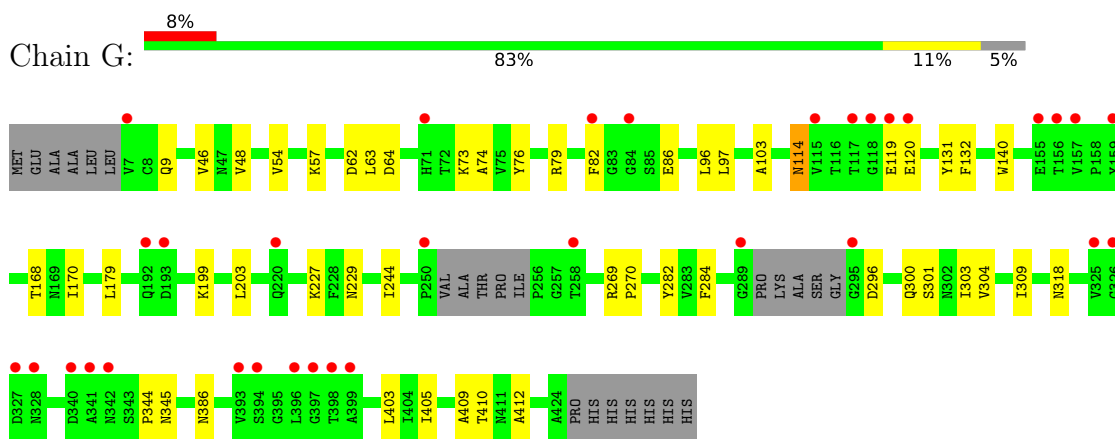 8%
Chain G:
83% 11% 5%
MET GLU ALA ALA LEU LEU V7 C8 Q9 V46 N47 V48 V54 K57 D62 L63 D64 H71 T72 K73 A74 V75 Y76 R79 F82 G83 G84 S85 E86 L96 L97 A103 N114 V115 T116 T117 G118 E119 E120 Y131 F132 W140 E155 T156 V157 P158 Y159
T168 N169 I170 L179 Q192 D193 K199 L203 Q220 K227 F228 N229 I244 P250 VAL ALA THR PRO ILE P256 G257 T258 R269 P270 Y282 V283 F284 G289 PRO LYS ALA SER GLY G295 D296 Q300 S301 N302 I303 V304 I309 N318 V325
D327 N328 D340 A341 N342 S343 P344 N345 N386 V393 S394 G395 L396 G397 T398 A399 L403 I404 I405 A409 T410 N411 A412 A424 PRO HIS HIS HIS HIS HIS HIS